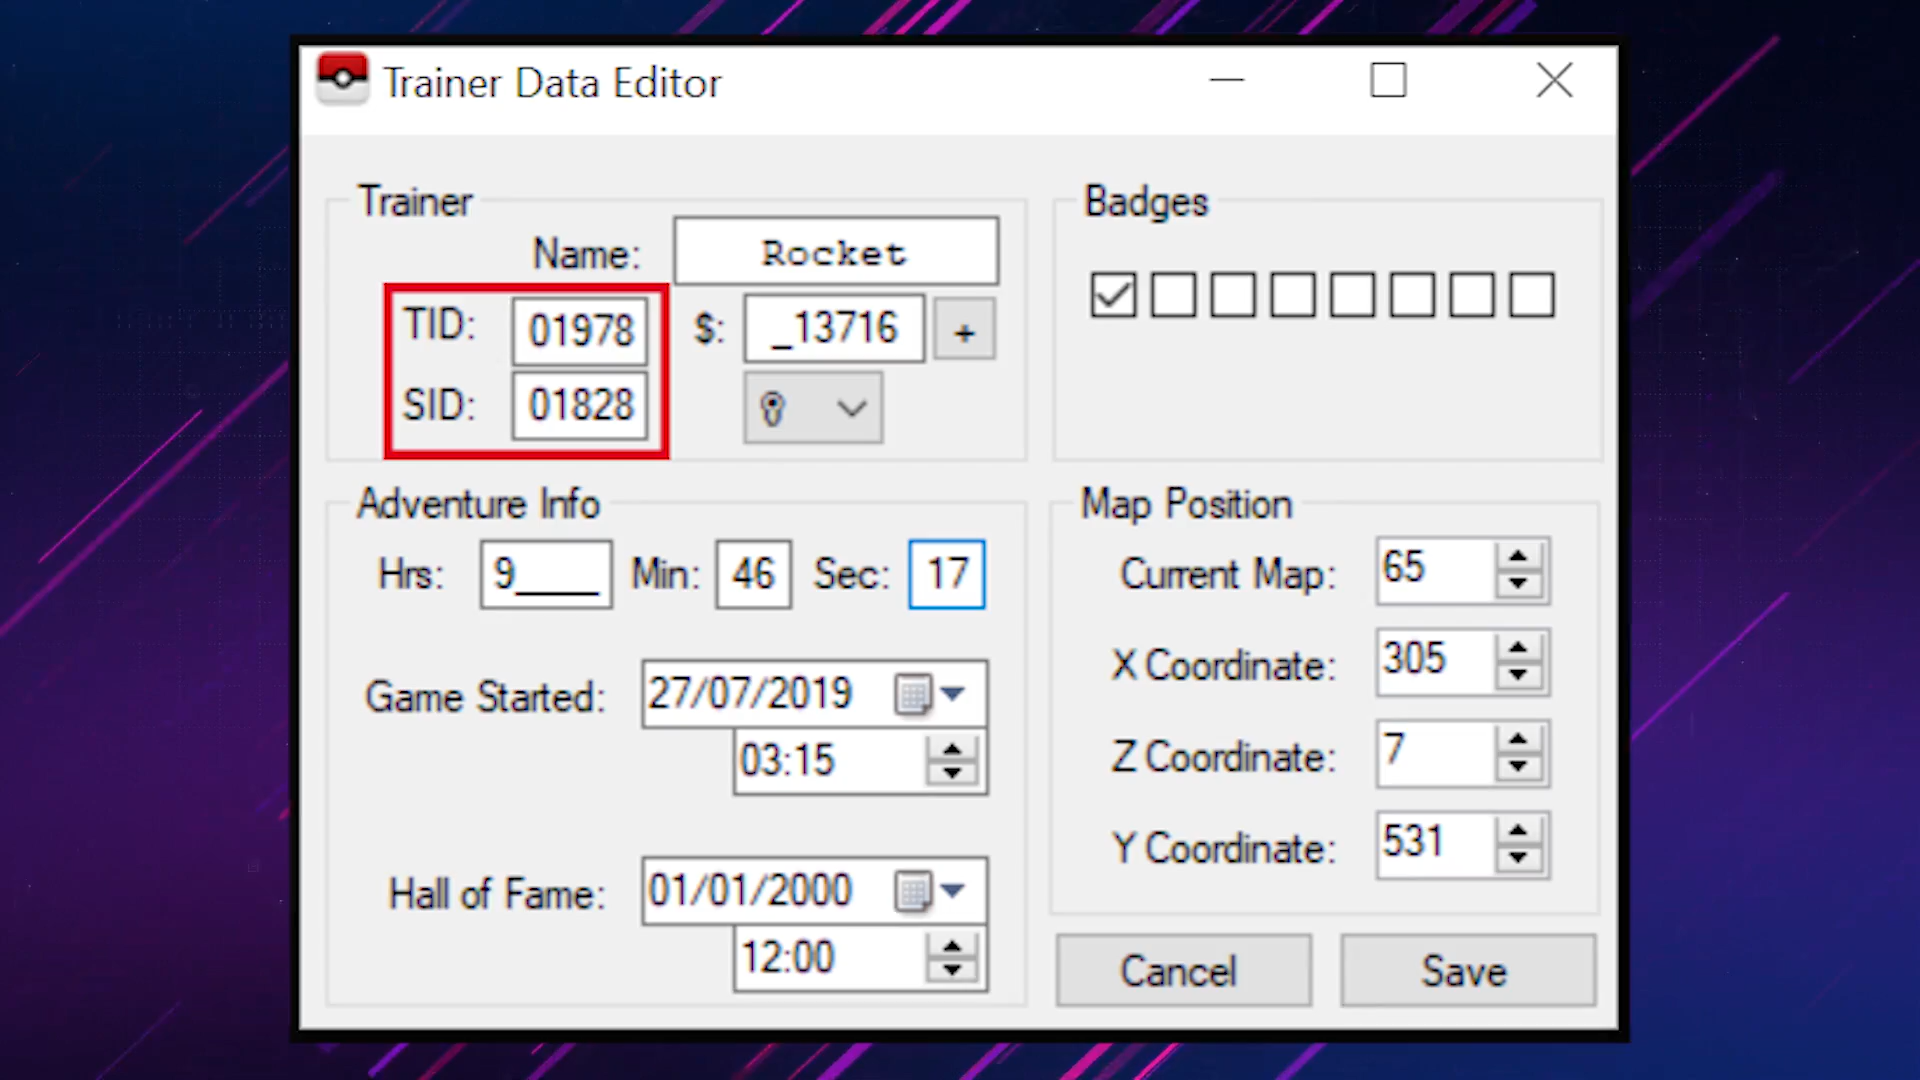 Trainer Data Editor
Trainer
Name: Rocket
TID: 01978 $: _13716 +
SID: 01828
Badges
Adventure Info
Hrs: 9____ Min: 46 Sec: 17
Game Started: 27/07/2019
03:15
Hall of Fame: 01/01/2000
12:00
Map Position
Current Map: 65
X Coordinate: 305
Z Coordinate: 7
Y Coordinate: 531
Cancel Save